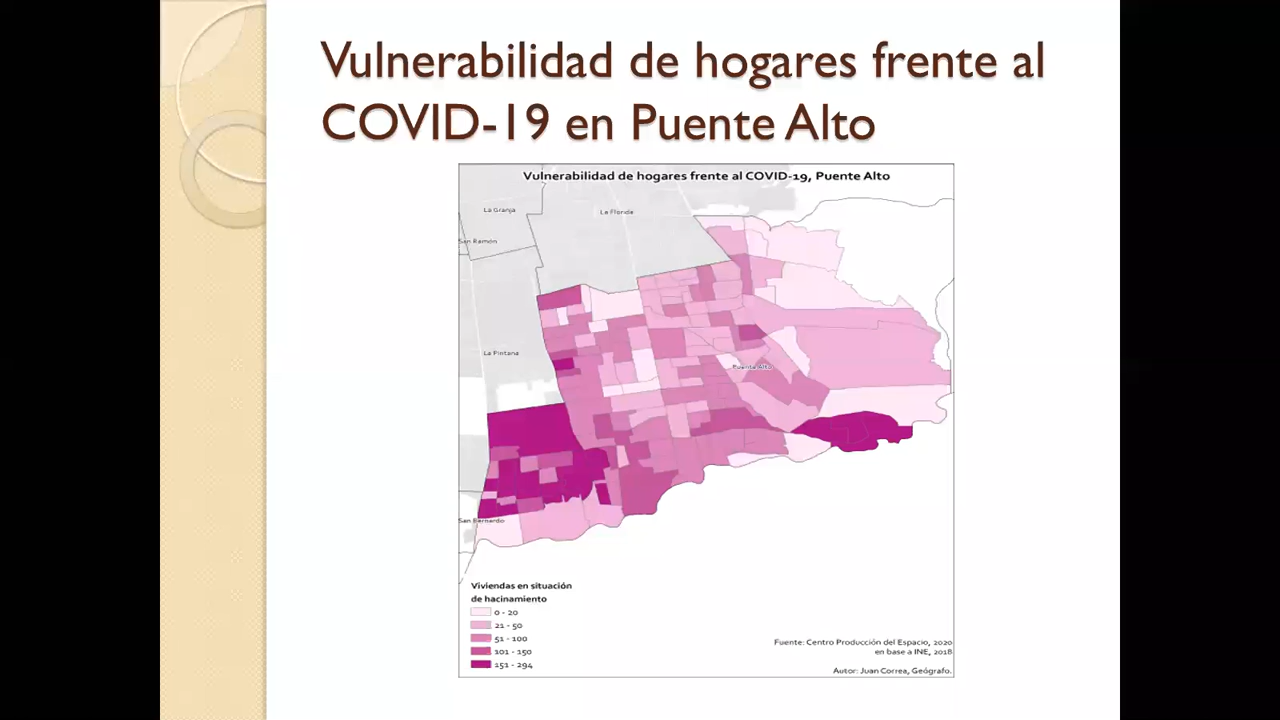 Vulnerabilidad de hogares frente al
COVID-19 en Puente Alto
Vulnerabilidad de hogares frente al COVID-19, Puente Alto
La Granja
La Florida
San Ramón
La Pintana
Puente Alto
San Bernardo
Viviendas en situación
de hacinamiento
0 - 20
21 - 50
51 - 100
101 - 150
151 - 294
Fuente: Centro Producción del Espacio, 2020
en base a INE, 2018
Autor: Juan Correa, Geógrafo.